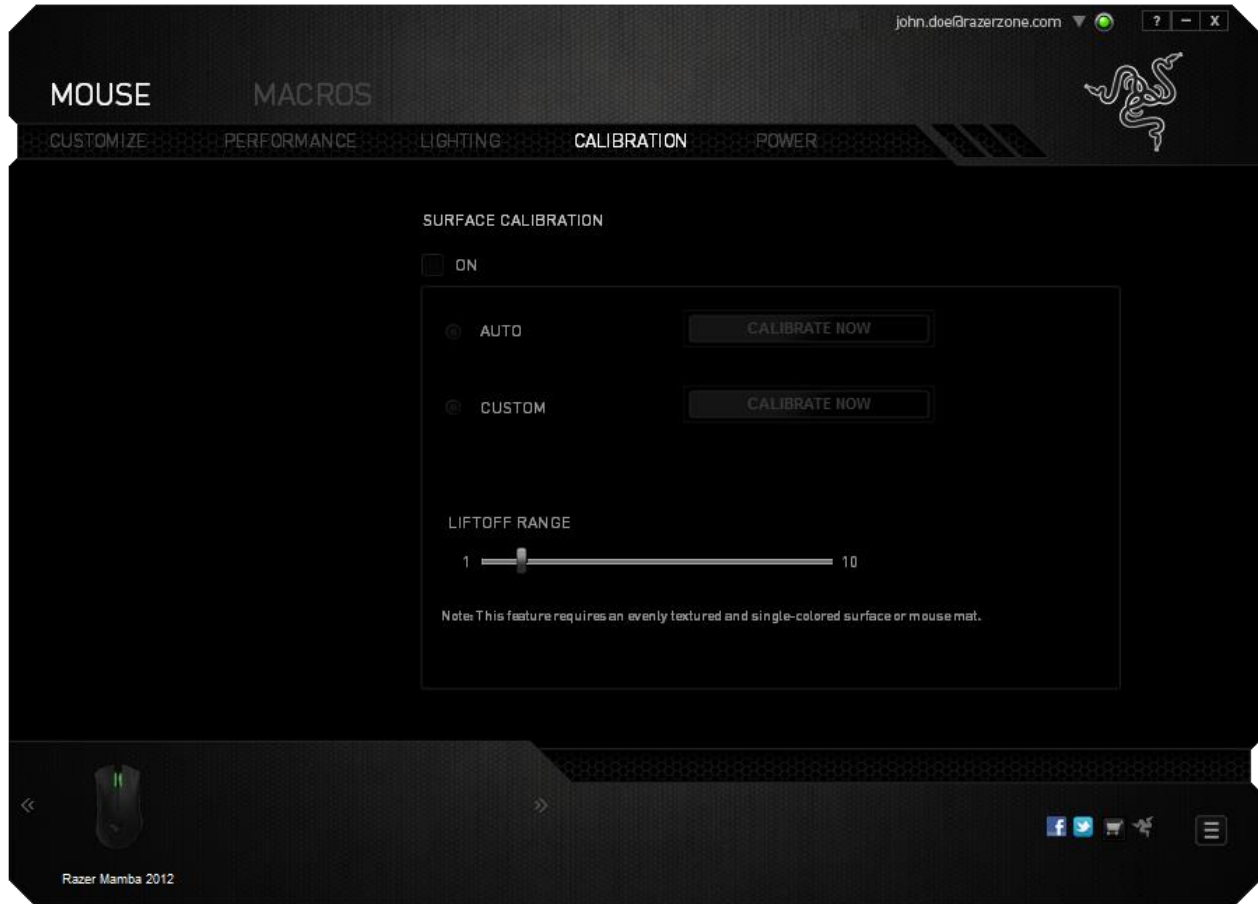 john.doe@razerzone.com
? – X
MOUSE MACROS
CUSTOMIZE PERFORMANCE LIGHTING CALIBRATION POWER
SURFACE CALIBRATION
ON
AUTO CALIBRATE NOW
CUSTOM CALIBRATE NOW
LIFTOFF RANGE
1 10
Note: This feature requires an evenly textured and single-colored surface or mouse mat.
Razer Mamba 2012